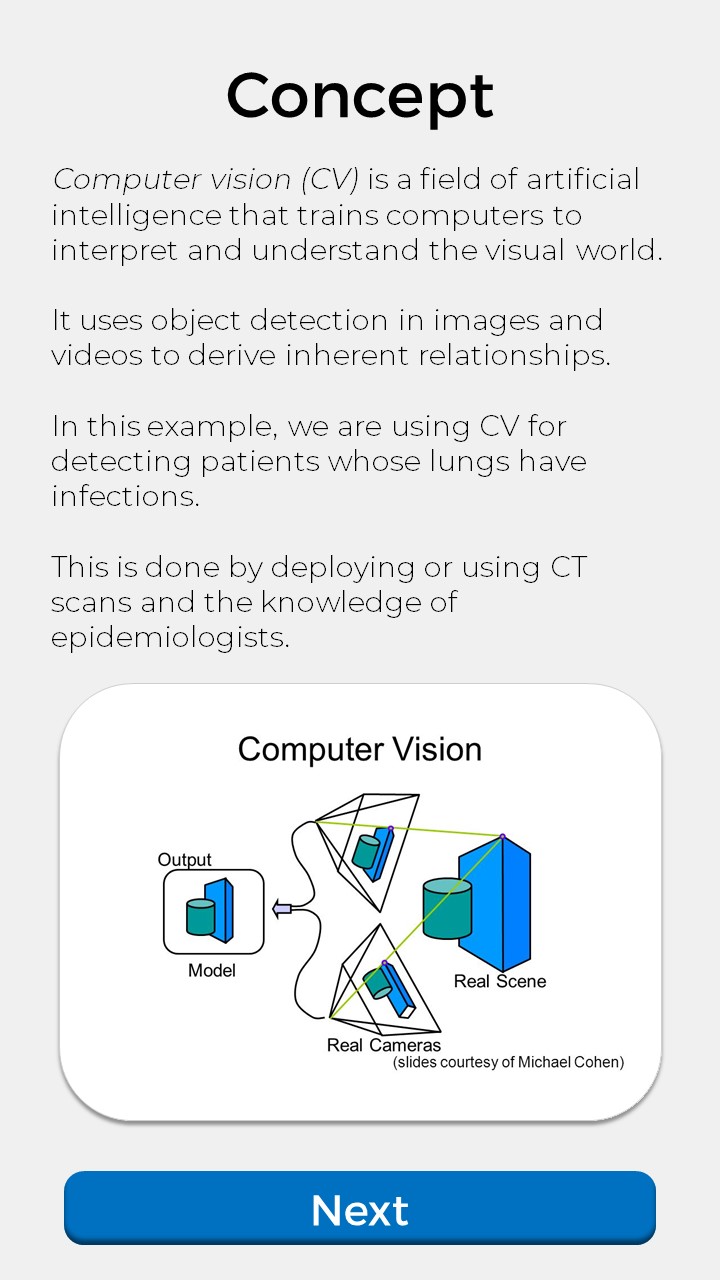 Concept
Computer vision (CV) is a field of artificial
intelligence that trains computers to
interpret and understand the visual world.
It uses object detection in images and
videos to derive inherent relationships.
In this example, we are using CV for
detecting patients whose lungs have
infections.
This is done by deploying or using CT
scans and the knowledge of
epidemiologists.
Computer Vision
Output
Model
Real Scene
Real Cameras
(slides courtesy of Michael Cohen)
Next